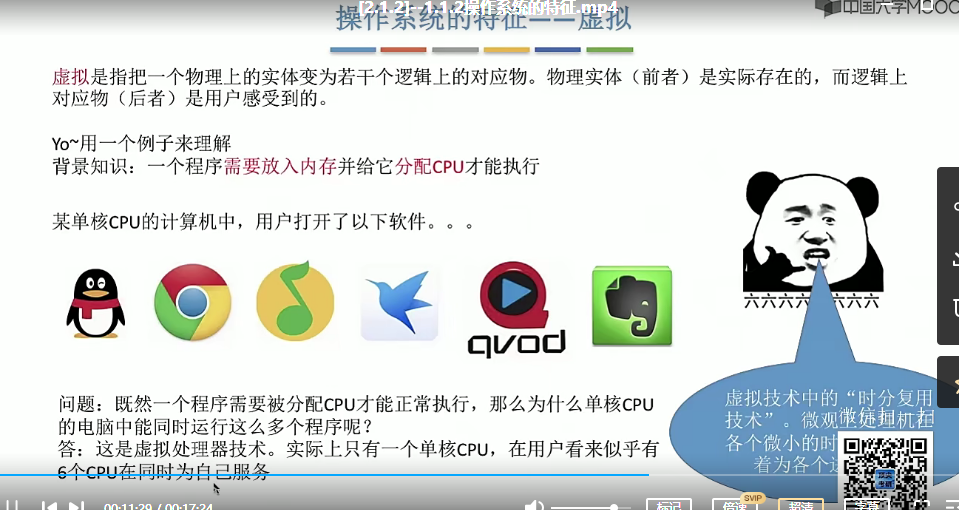 [2.1.2]--1.1.2操作系统的特征.mp4
中国大学MOOC
操作系统的特征——虚拟
虚拟是指把一个物理上的实体变为若干个逻辑上的对应物。物理实体（前者）是实际存在的，而逻辑上
对应物（后者）是用户感受到的。
Yo~用一个例子来理解
背景知识：一个程序需要放入内存并给它分配CPU才能执行
某单核CPU的计算机中，用户打开了以下软件。。。
qvod
六六六六六六六六
问题：既然一个程序需要被分配CPU才能正常执行，那么为什么单核CPU
的电脑中能同时运行这么多个程序呢？
答：这是虚拟处理器技术。实际上只有一个单核CPU，在用户看来似乎有
6个CPU在同时为自己服务
虚拟技术中的“时分复用
技术”。微观上处理机在
各个微小的时
着为各个
微信扫一扫
00:11:29 / 00:17:24
标记
倍速
SVIP
超清
字幕